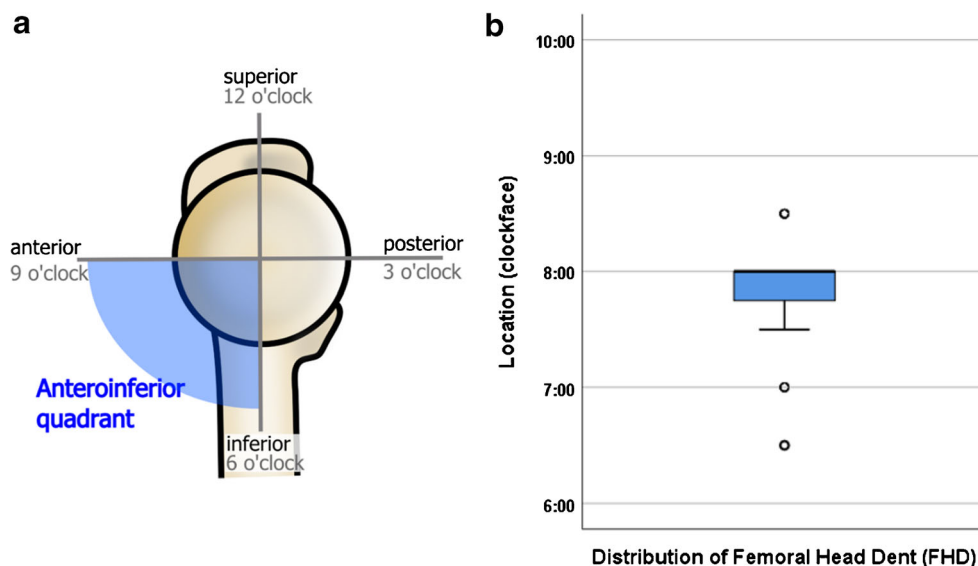 a
superior
12 o'clock
anterior
9 o'clock
posterior
3 o'clock
Anteroinferior
quadrant
inferior
6 o'clock
b
Location (clockface)
10:00
9:00
8:00
7:00
6:00
Distribution of Femoral Head Dent (FHD)